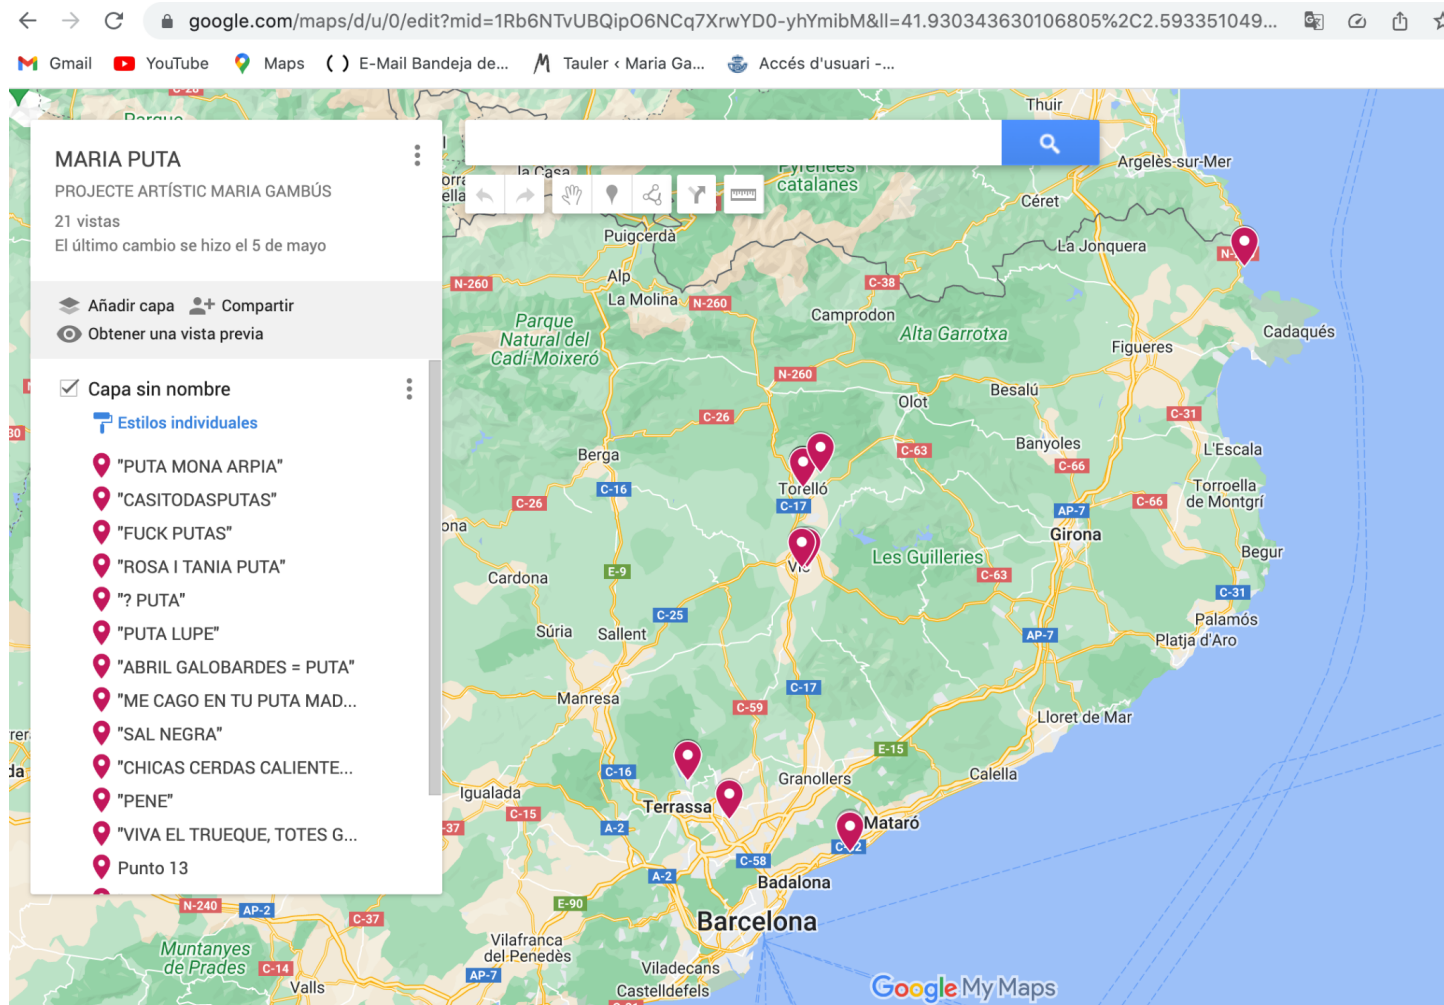 google.com/maps/d/u/0/edit?mid=1Rb6NTvUBQipO6NCq7XrwYD0-yhYmibM&ll=41.930343630106805%2C2.593351049...
Gmail
YouTube
Maps
E-Mail Bandeja de...
Tauler ‹ Maria Ga...
Accés d'usuari -...
MARIA PUTA
PROJECTE ARTÍSTIC MARIA GAMBÚS
21 vistas
El último cambio se hizo el 5 de mayo
Añadir capa
Compartir
Obtener una vista previa
Capa sin nombre
Estilos individuales
"PUTA MONA ARPIA"
"CASITODASPUTAS"
"FUCK PUTAS"
"ROSA I TANIA PUTA"
"? PUTA"
"PUTA LUPE"
"ABRIL GALOBARDES = PUTA"
"ME CAGO EN TU PUTA MAD...
"SAL NEGRA"
"CHICAS CERDAS CALIENTE...
"PENE"
"VIVA EL TRUEQUE, TOTES G...
Punto 13
Thuir
Argelès-sur-Mer
la Casa
Pyrénées
catalanes
Céret
Puigcerdà
La Jonquera
Alp
N-260
C-38
La Molina
N-260
Camprodon
Parque
Natural del
Cadí-Moixeró
Alta Garrotxa
Cadaqués
Figueres
N-260
Besalú
Olot
C-26
C-31
Banyoles
C-63
L'Escala
Berga
C-66
C-16
Torelló
Torroella
de Montgrí
C-26
C-17
C-66
AP-7
Girona
Les Guilleries
Begur
E-9
Cardona
C-63
C-31
C-25
Palamós
Súria
Sallent
AP-7
Platja d'Aro
C-17
Manresa
C-59
Lloret de Mar
E-15
C-16
Granollers
Calella
Igualada
Terrassa
C-15
A-2
Mataró
C-58
A-2
Badalona
N-240
AP-2
C-37
E-90
Barcelona
Muntanyes
de Prades
C-14
Vilafranca
del Penedès
AP-7
Viladecans
Valls
Castelldefels
Google My Maps